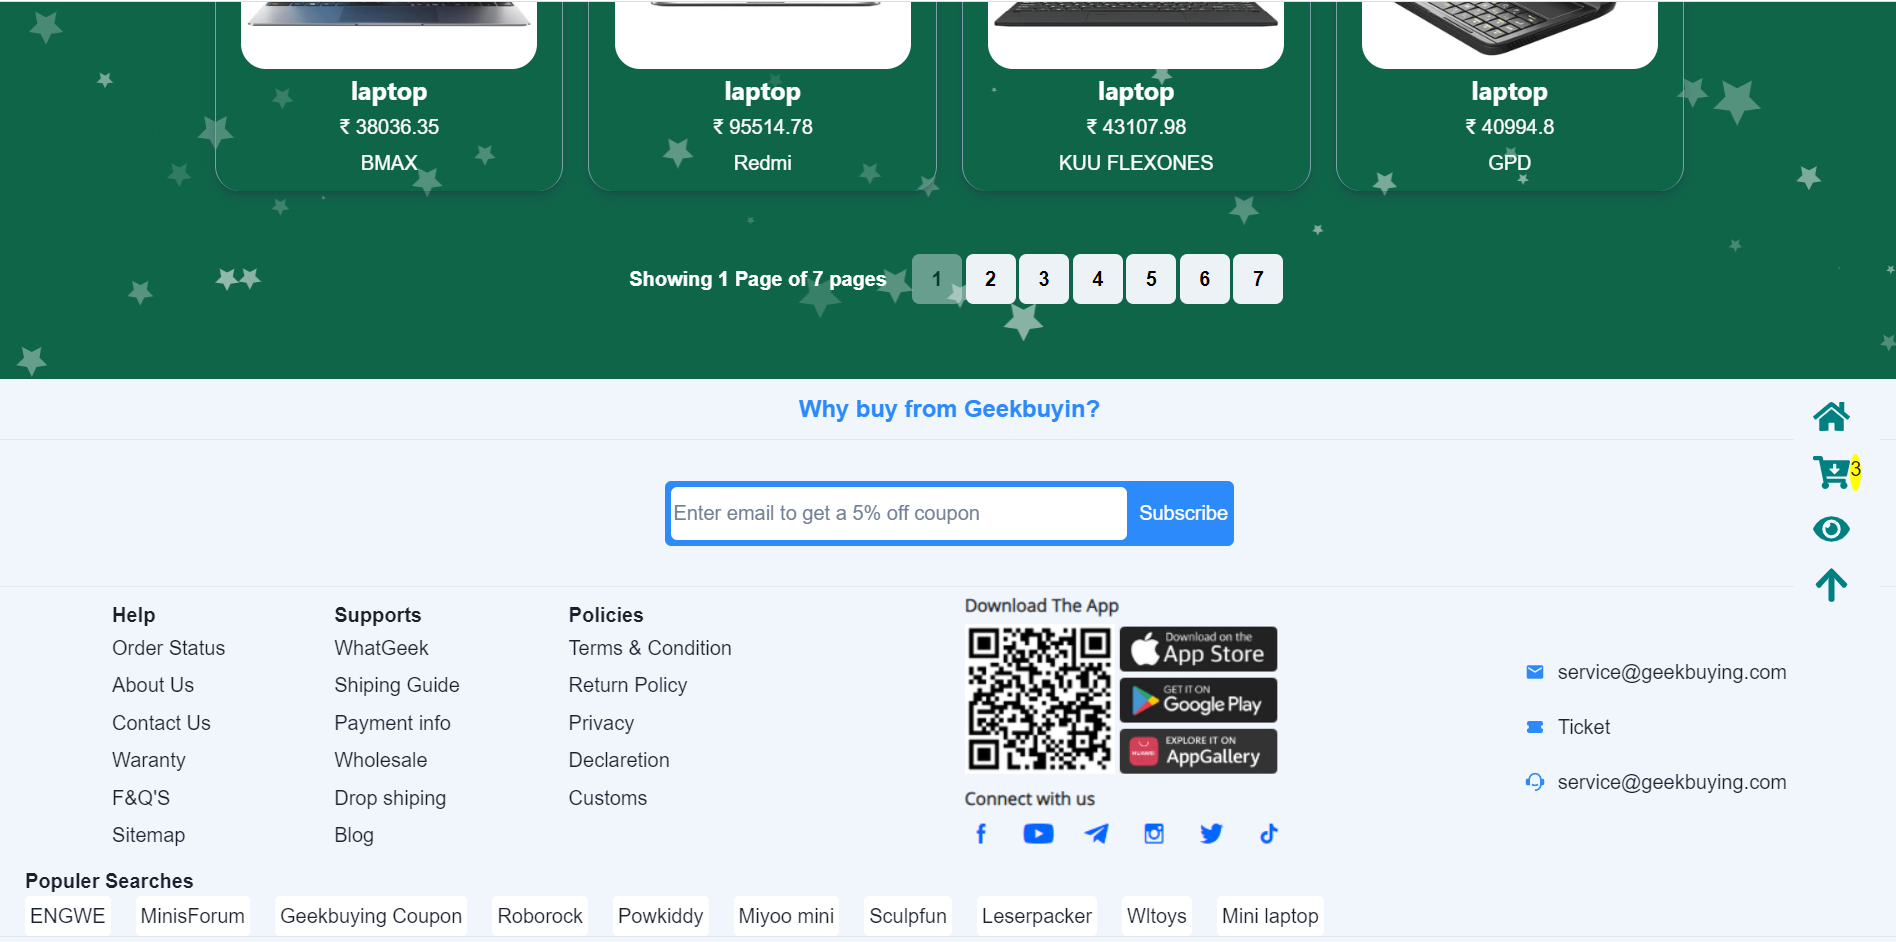 laptop
₹ 38036.35
BMAX
laptop
₹ 95514.78
Redmi
laptop
₹ 43107.98
KUU FLEXONES
laptop
₹ 40994.8
GPD
Showing 1 Page of 7 pages 1 2 3 4 5 6 7
Why buy from Geekbuyin?
3
Enter email to get a 5% off coupon Subscribe
Help
Order Status
About Us
Contact Us
Waranty
F&Q'S
Sitemap
Supports
WhatGeek
Shiping Guide
Payment info
Wholesale
Drop shiping
Blog
Policies
Terms & Condition
Return Policy
Privacy
Declaretion
Customs
Download The App
Download on the
App Store
GET IT ON
Google Play
HUAWEI
EXPLORE IT ON
AppGallery
Connect with us
service@geekbuying.com
Ticket
service@geekbuying.com
Populer Searches
ENGWE MinisForum Geekbuying Coupon Roborock Powkiddy Miyoo mini Sculpfun Leserpacker Wltoys Mini laptop